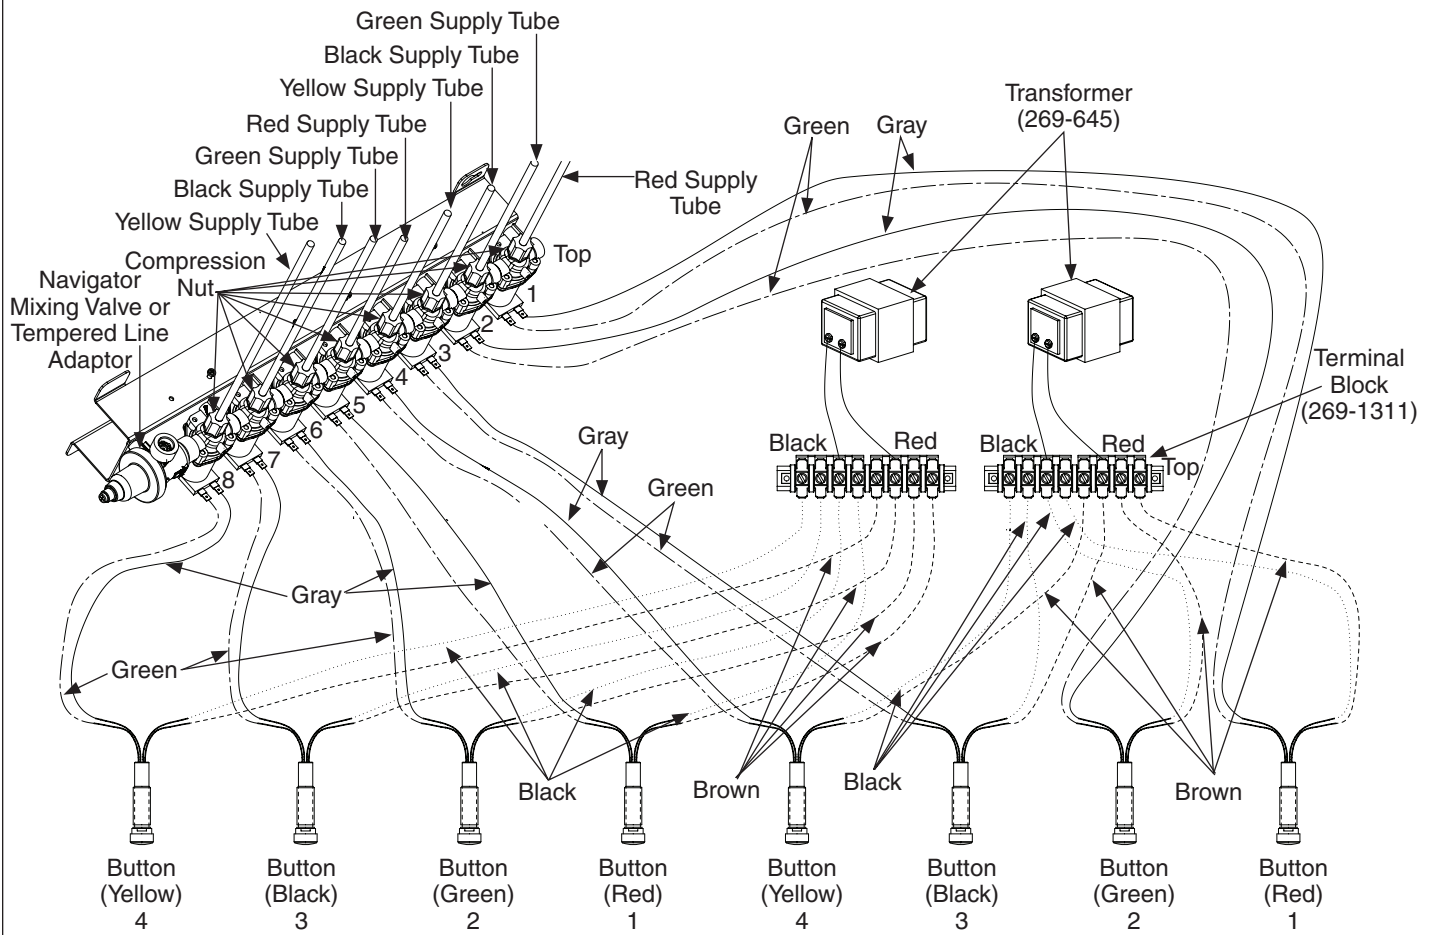 Green Supply Tube
Black Supply Tube
Yellow Supply Tube
Red Supply Tube
Green Supply Tube
Black Supply Tube
Yellow Supply Tube
Red Supply
Tube
Transformer
(269-645)
Green
Gray
Compression
Nut
Navigator
Mixing Valve or
Tempered Line
Adaptor
Top
1
2
3
4
5
6
7
8
Terminal
Block
(269-1311)
Black
Red
Black
Red
Top
Gray
Green
Gray
Green
Black
Brown
Black
Brown
Button
(Yellow)
4
Button
(Black)
3
Button
(Green)
2
Button
(Red)
1
Button
(Yellow)
4
Button
(Black)
3
Button
(Green)
2
Button
(Red)
1